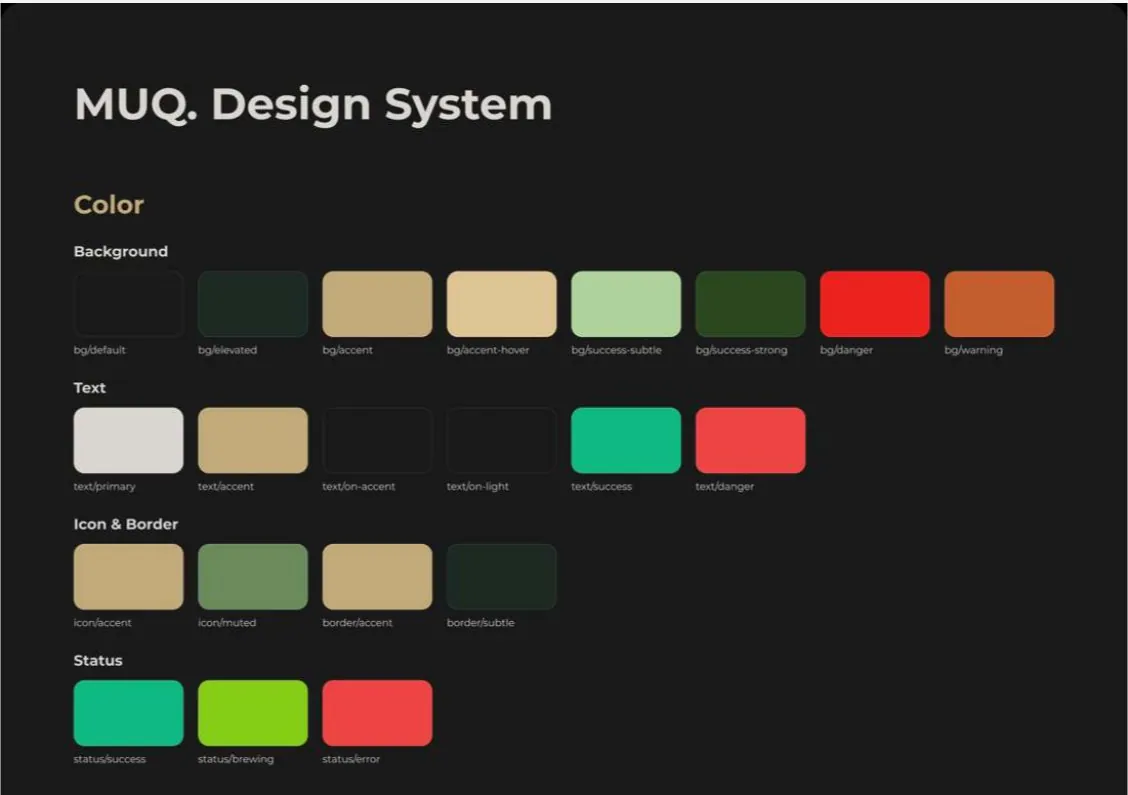 MUQ. Design System
Color
Background
bg/default bg/elevated bg/accent bg/accent-hover bg/success-subtle bg/success-strong bg/danger bg/warning
Text
text/primary text/accent text/on-accent text/on-light text/success text/danger
Icon & Border
icon/accent icon/muted border/accent border/subtle
Status
status/success status/brewing status/error